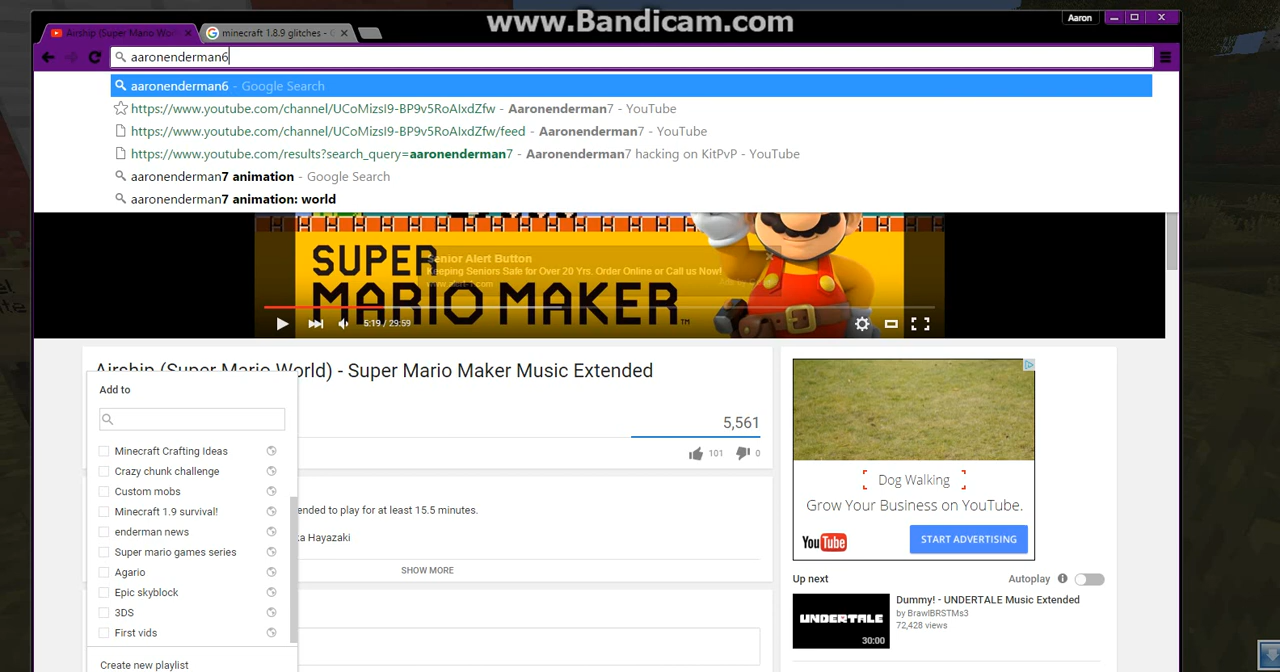 www.Bandicam.com
Aaron
Airship (Super Mario Wo
minecraft 1.8.9 glitches - G
aaronenderman6
aaronenderman6 - Google Search
https://www.youtube.com/channel/UCoMizsI9-BP9v5RoAIxdZfw - Aaronenderman7 - YouTube
https://www.youtube.com/channel/UCoMizsI9-BP9v5RoAIxdZfw/feed - Aaronenderman7 - YouTube
https://www.youtube.com/results?search_query=aaronenderman7 - Aaronenderman7 hacking on KitPvP - YouTube
aaronenderman7 animation - Google Search
aaronenderman7 animation: world
SUPER
MARIO MAKER
Senior Alert Button
Keeping Seniors Safe for Over 20 Yrs. Order Online or Call us Now!
5:19 / 29:59
Airship (Super Mario World) - Super Mario Maker Music Extended
Add to
5,561
101
0
Minecraft Crafting Ideas
Crazy chunk challenge
Custom mobs
Minecraft 1.9 survival!
enderman news
Super mario games series
Agario
Epic skyblock
3DS
First vids
Create new playlist
ended to play for at least 15.5 minutes.
ka Hayazaki
SHOW MORE
Dog Walking
Grow Your Business on YouTube.
YouTube
START ADVERTISING
Up next
Autoplay
UNDERTALE
30:00
Dummy! - UNDERTALE Music Extended
by BrawlBRSTMs3
72,428 views